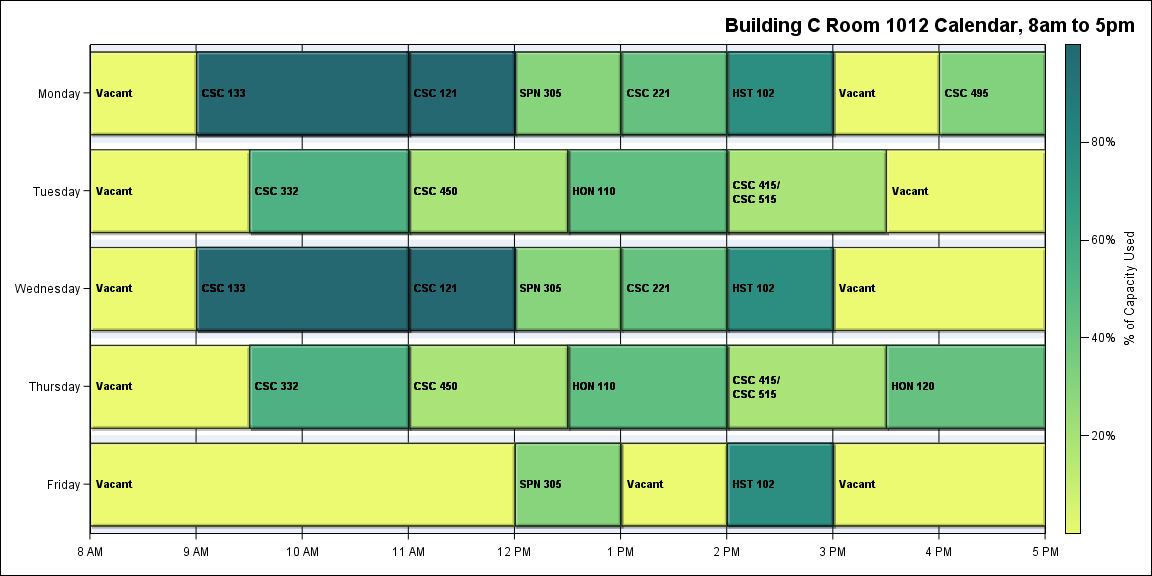 Building C Room 1012 Calendar, 8am to 5pm
Monday
Vacant
CSC 133
CSC 121
SPN 305
CSC 221
HST 102
Vacant
CSC 495
Tuesday
Vacant
CSC 332
CSC 450
HON 110
CSC 415/
CSC 515
Vacant
Wednesday
Vacant
CSC 133
CSC 121
SPN 305
CSC 221
HST 102
Vacant
Thursday
Vacant
CSC 332
CSC 450
HON 110
CSC 415/
CSC 515
HON 120
Friday
Vacant
SPN 305
Vacant
HST 102
Vacant
8 AM
9 AM
10 AM
11 AM
12 PM
1 PM
2 PM
3 PM
4 PM
5 PM
80%
60%
40%
20%
% of Capacity Used